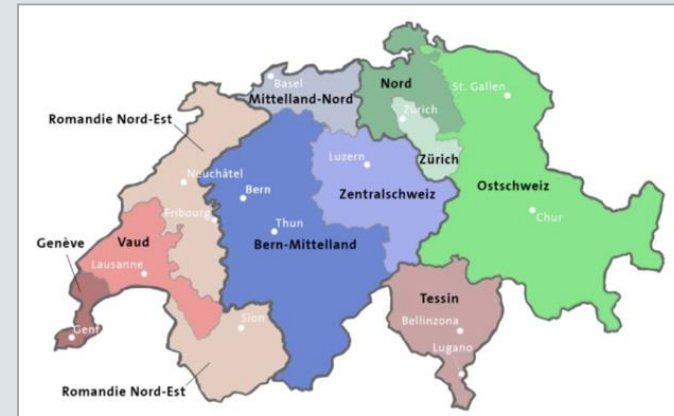 Basel
Mittelland-Nord
Nord
Zürich
St. Gallen
Romandie Nord-Est
Luzern
Zürich
Neuchâtel
Bern
Zentralschweiz
Ostschweiz
Fribourg
Thun
Chur
Genève
Vaud
Bern-Mittelland
Lausanne
Tessin
Genf
Sion
Bellinzona
Lugano
Romandie Nord-Est